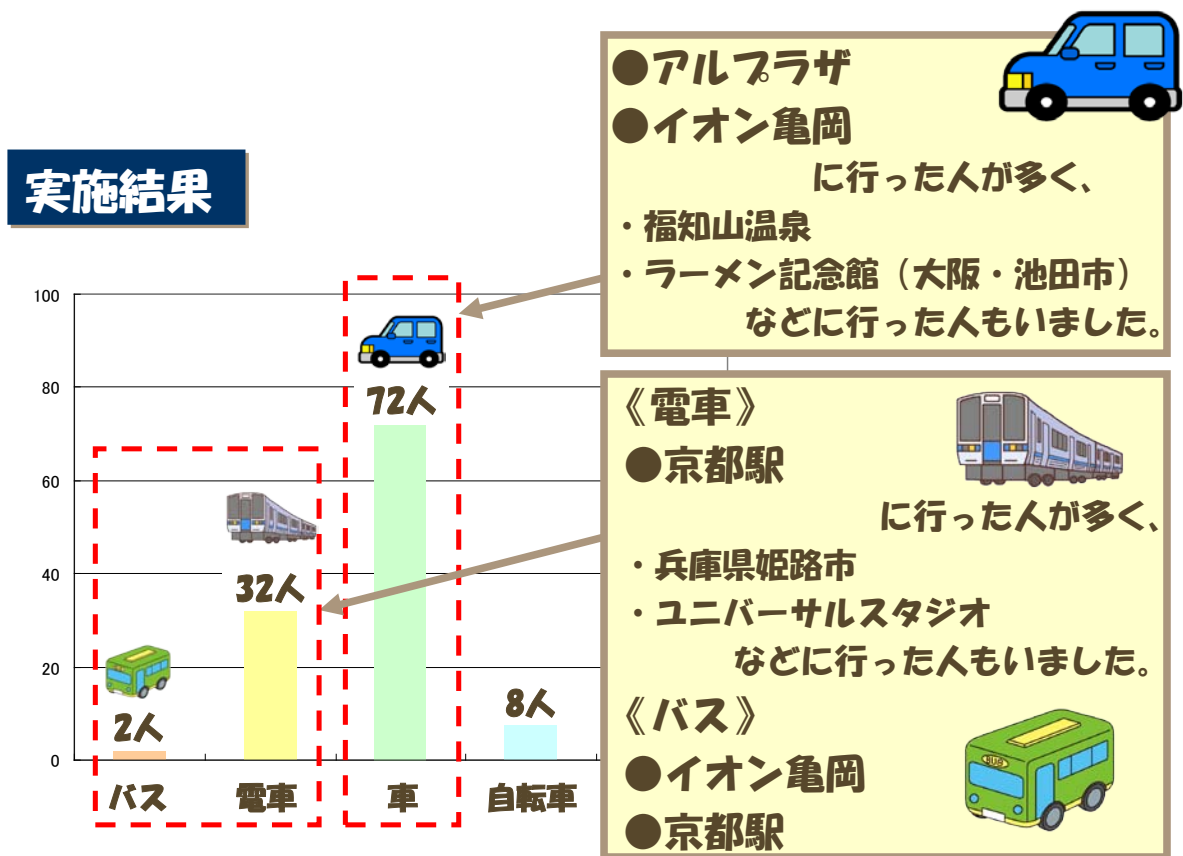 実施結果
100
80
60
40
20
0
72人
32人
2人
8人
バス
電車
車
自転車
●アルプラザ
●イオン亀岡
に行った人が多く、
・福知山温泉
・ラーメン記念館（大阪・池田市）
などに行った人もいました。
《電車》
●京都駅
に行った人が多く、
・兵庫県姫路市
・ユニバーサルスタジオ
などに行った人もいました。
《バス》
●イオン亀岡
●京都駅
BUS